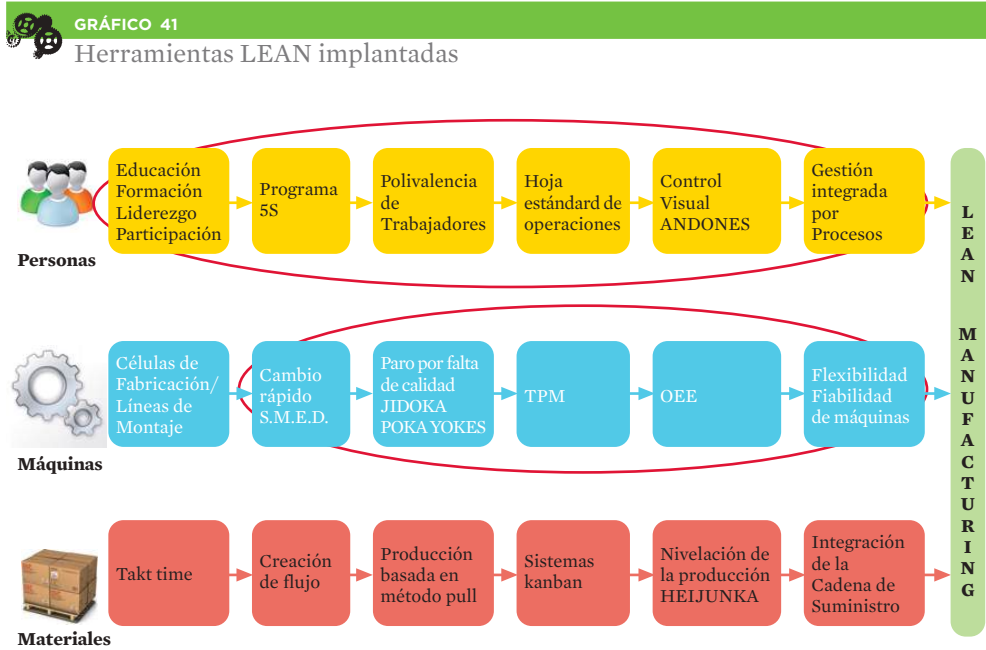 GRÁFICO 41
Herramientas LEAN implantadas
Educación
Formación
Liderezgo
Participación
Programa
5S
Polivalencia
de
Trabajadores
Hoja
estándard de
operaciones
Control
Visual
ANDONES
Gestión
integrada
por
Procesos
Personas
Células de
Fabricación/
Líneas de
Montaje
Cambio
rápido
S.M.E.D.
Paro por falta
de calidad
JIDOKA
POKA YOKES
TPM
OEE
Flexibilidad
Fiabilidad
de máquinas
Máquinas
Takt time
Creación
de flujo
Producción
basada en
método pull
Sistemas
kanban
Nivelación de
la producción
HEIJUNKA
Integración
de la
Cadena de
Suministro
Materiales
LEAN MANUFACTURING